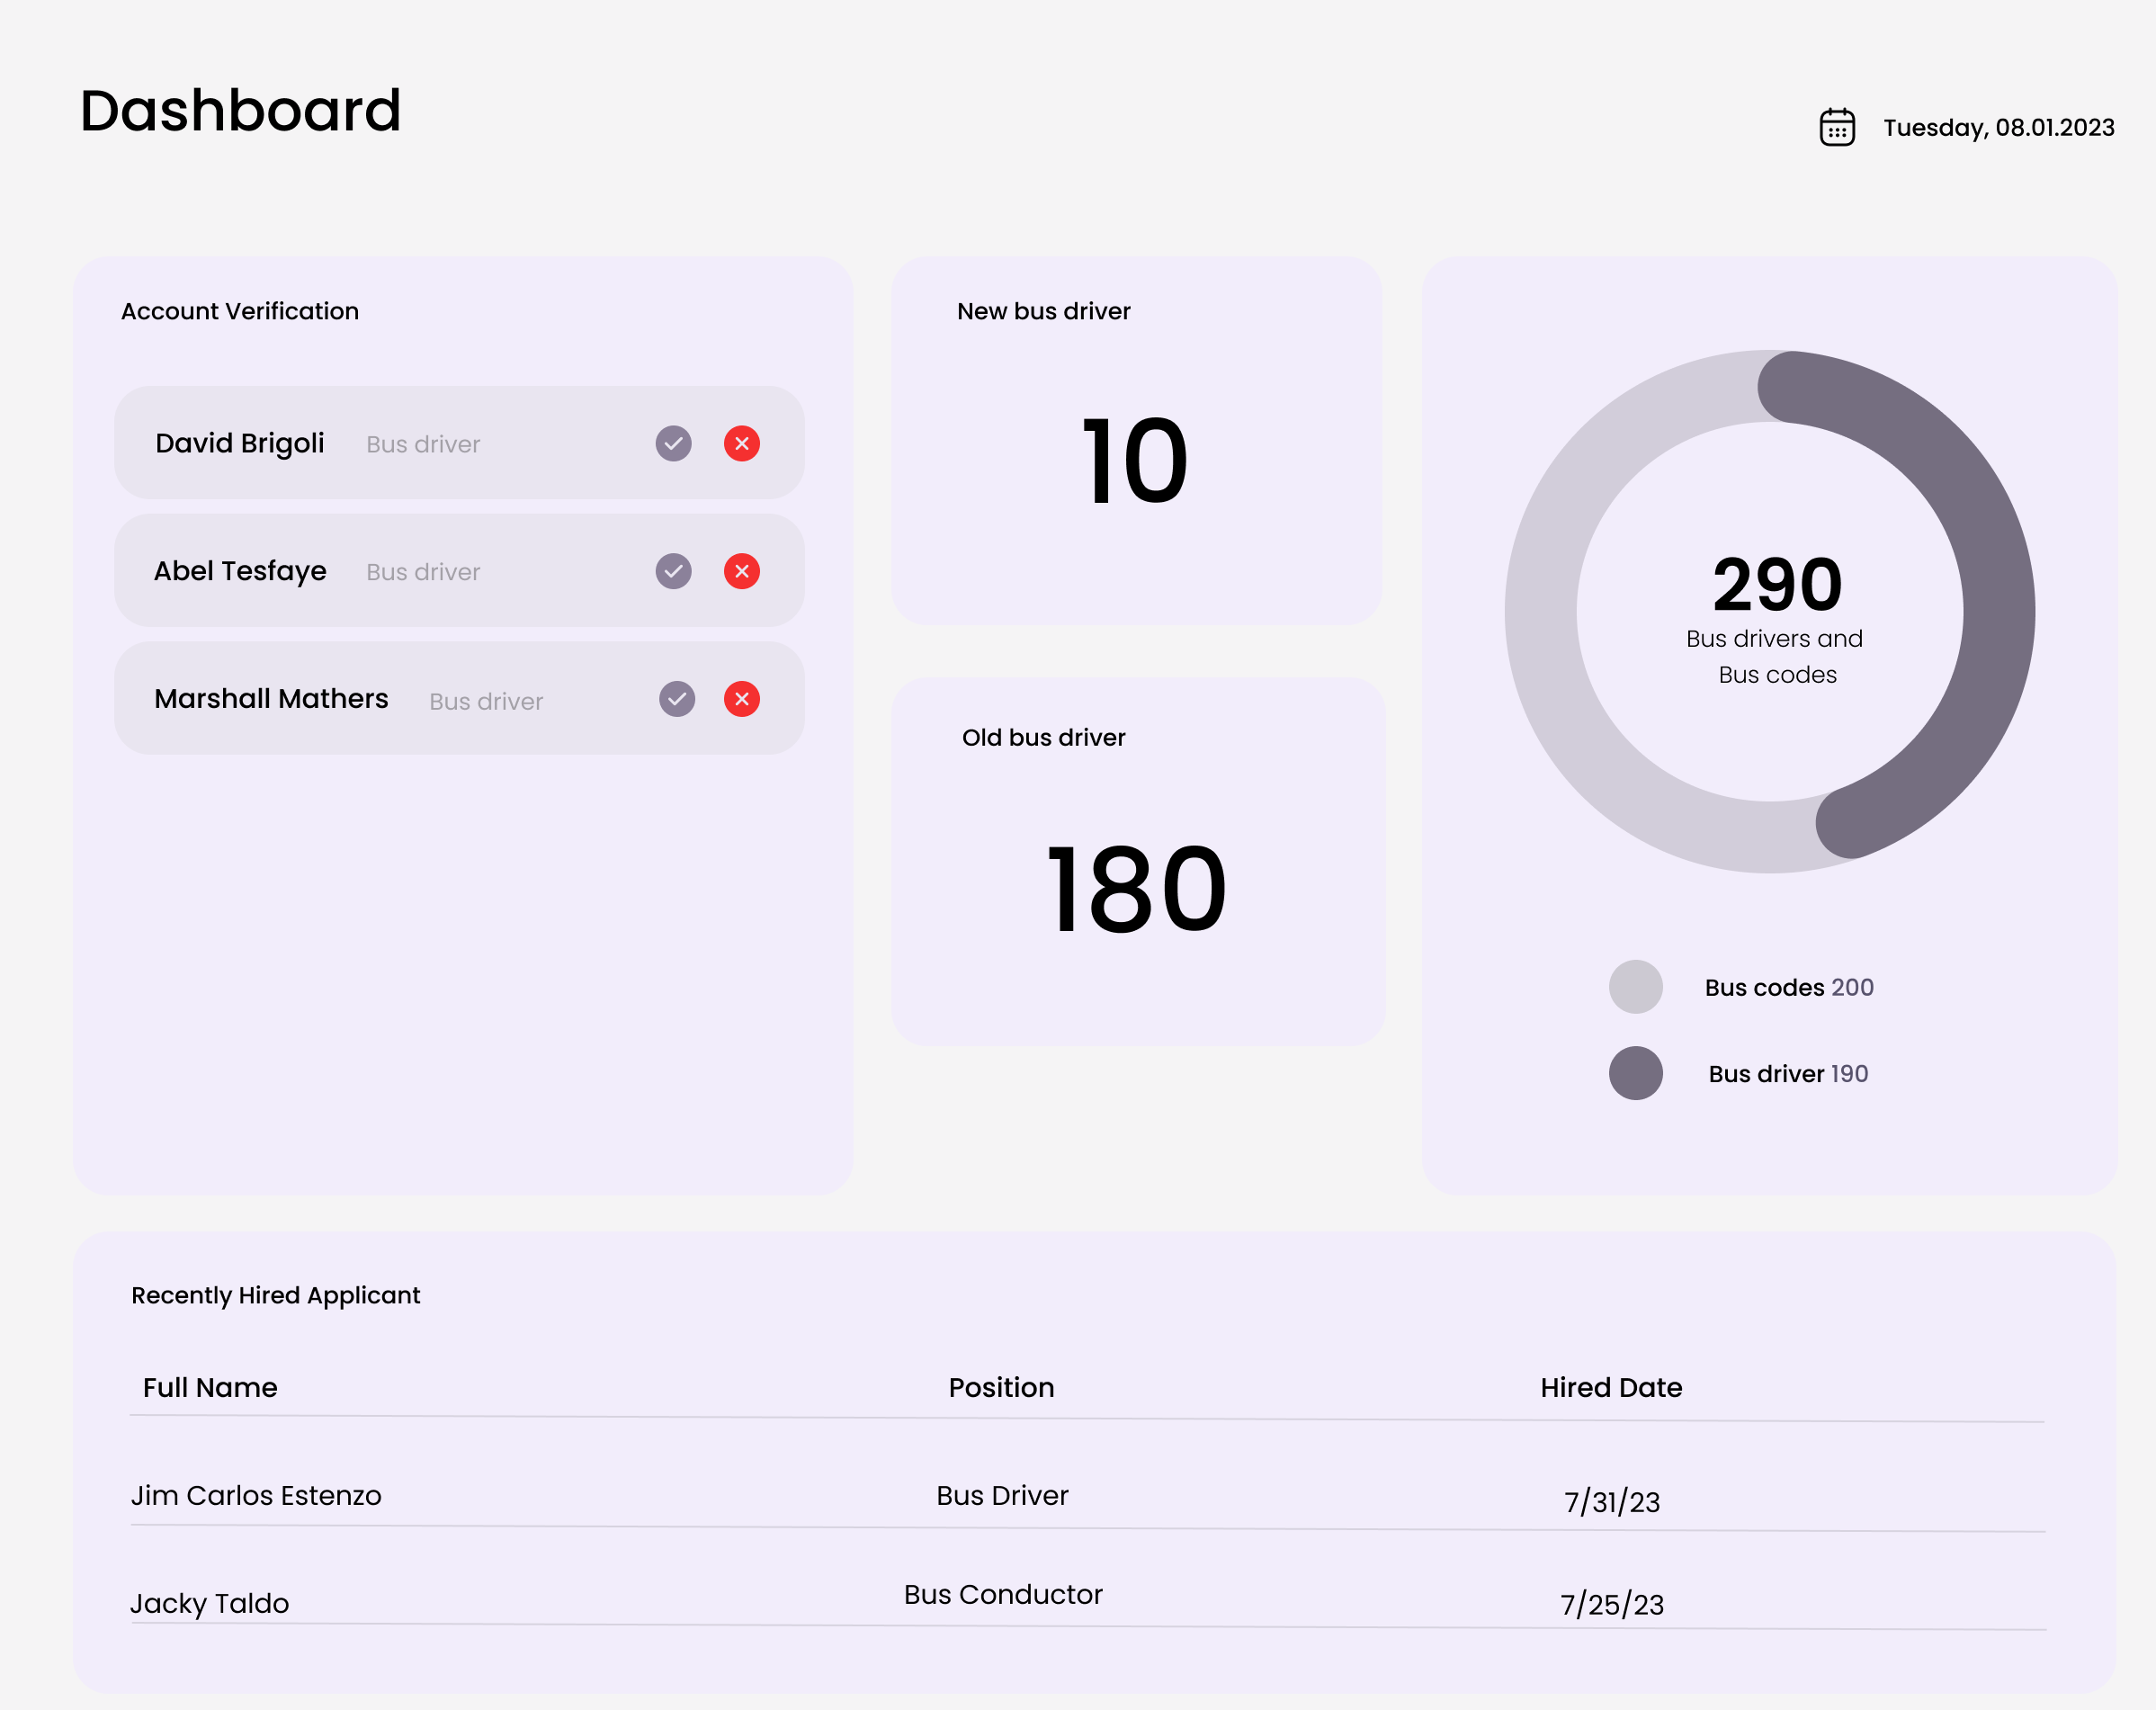 Dashboard
Tuesday, 08.01.2023
Account Verification
David Brigoli Bus driver
Abel Tesfaye Bus driver
Marshall Mathers Bus driver
New bus driver
10
Old bus driver
180
290
Bus drivers and
Bus codes
Bus codes 200
Bus driver 190
Recently Hired Applicant
Full Name Position Hired Date
Jim Carlos Estenzo Bus Driver 7/31/23
Jacky Taldo Bus Conductor 7/25/23